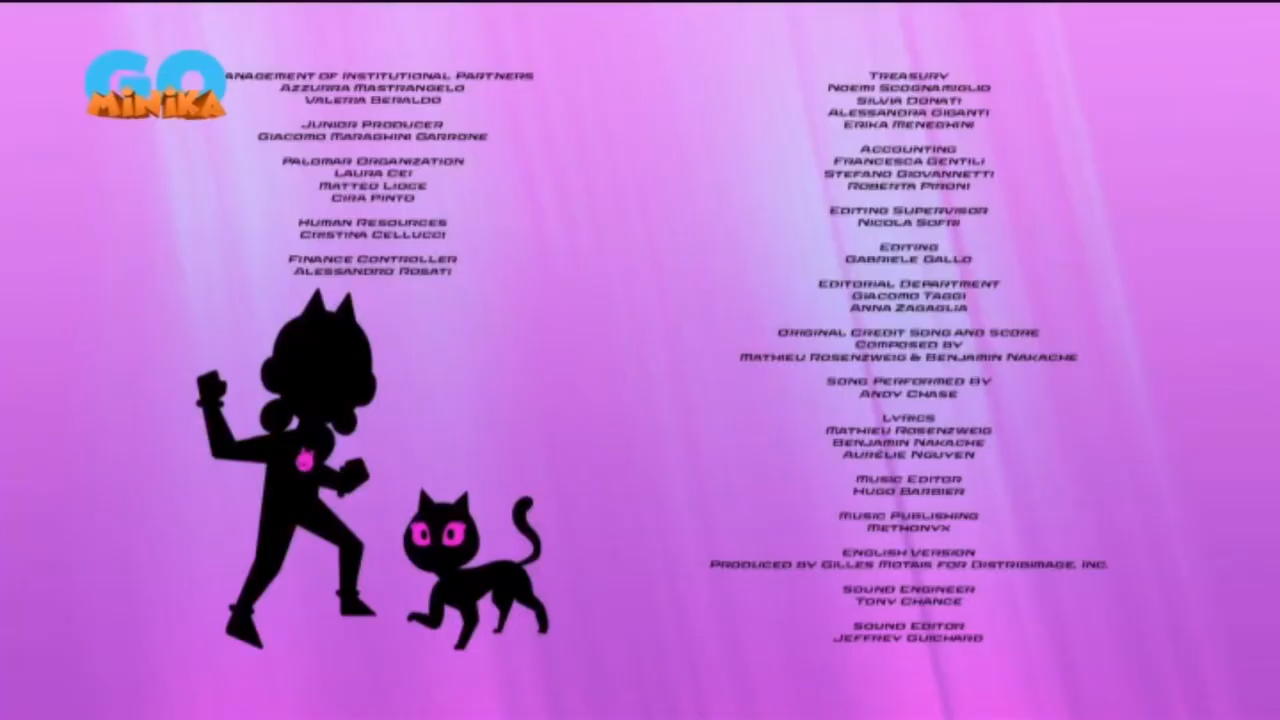 GO
MINIKA
ANAGEMENT OF INSTITUTIONAL PARTNERS
AZZURRA MASTRANGELO
VALERIA BERALDO
JUNIOR PRODUCER
GIACOMO MARAGHINI GARRONE
PALOMAR ORGANIZATION
LAURA CEI
MATTEO LIOCE
CIRA PINTO
HUMAN RESOURCES
CRISTINA CELLUCCI
FINANCE CONTROLLER
ALESSANDRO ROSATI
TREASURY
NOEMI SCOGNAMIGLIO
SILVIA DONATI
ALESSANDRA GIGANTI
ERIKA MENEGHINI
ACCOUNTING
FRANCESCA GENTILI
STEFANO GIOVANNETTI
ROBERTA PIRONI
EDITING SUPERVISOR
NICOLA SOFRI
EDITING
GABRIELE GALLO
EDITORIAL DEPARTMENT
GIACOMO TAGGI
ANNA ZAGAGLIA
ORIGINAL CREDIT SONG AND SCORE
COMPOSED BY
MATHIEU ROSENZWEIG & BENJAMIN NAKACHE
SONG PERFORMED BY
ANDY CHASE
LYRICS
MATHIEU ROSENZWEIG
BENJAMIN NAKACHE
AURÉLIE NGUYEN
MUSIC EDITOR
HUGO BARBIER
MUSIC PUBLISHING
METHONYX
ENGLISH VERSION
PRODUCED BY GILLES MOTAIS FOR DISTRIBIMAGE, INC.
SOUND ENGINEER
TONY CHANCE
SOUND EDITOR
JEFFREY GUICHARD